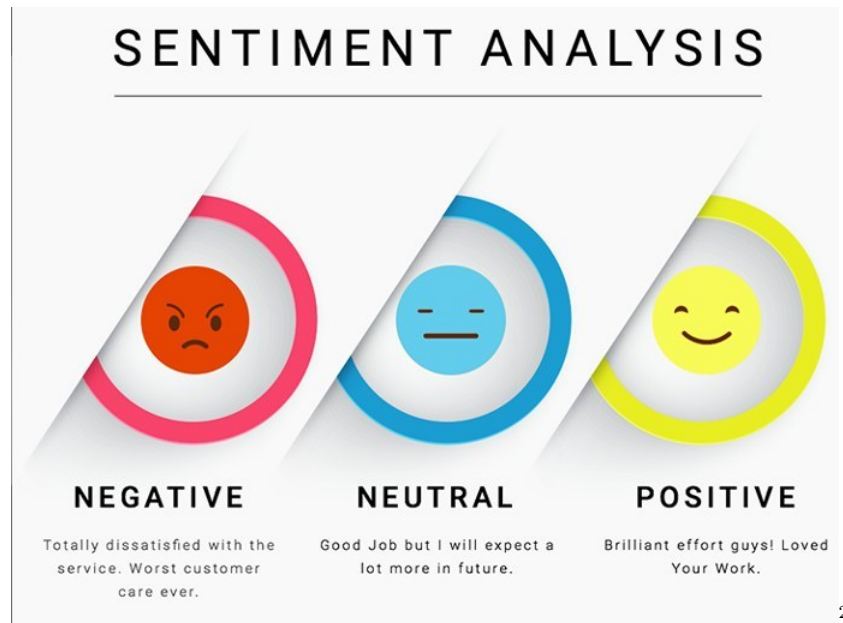 SENTIMENT ANALYSIS
NEGATIVE
Totally dissatisfied with the
service. Worst customer
care ever.
NEUTRAL
Good Job but I will expect a
lot more in future.
POSITIVE
Brilliant effort guys! Loved
Your Work.